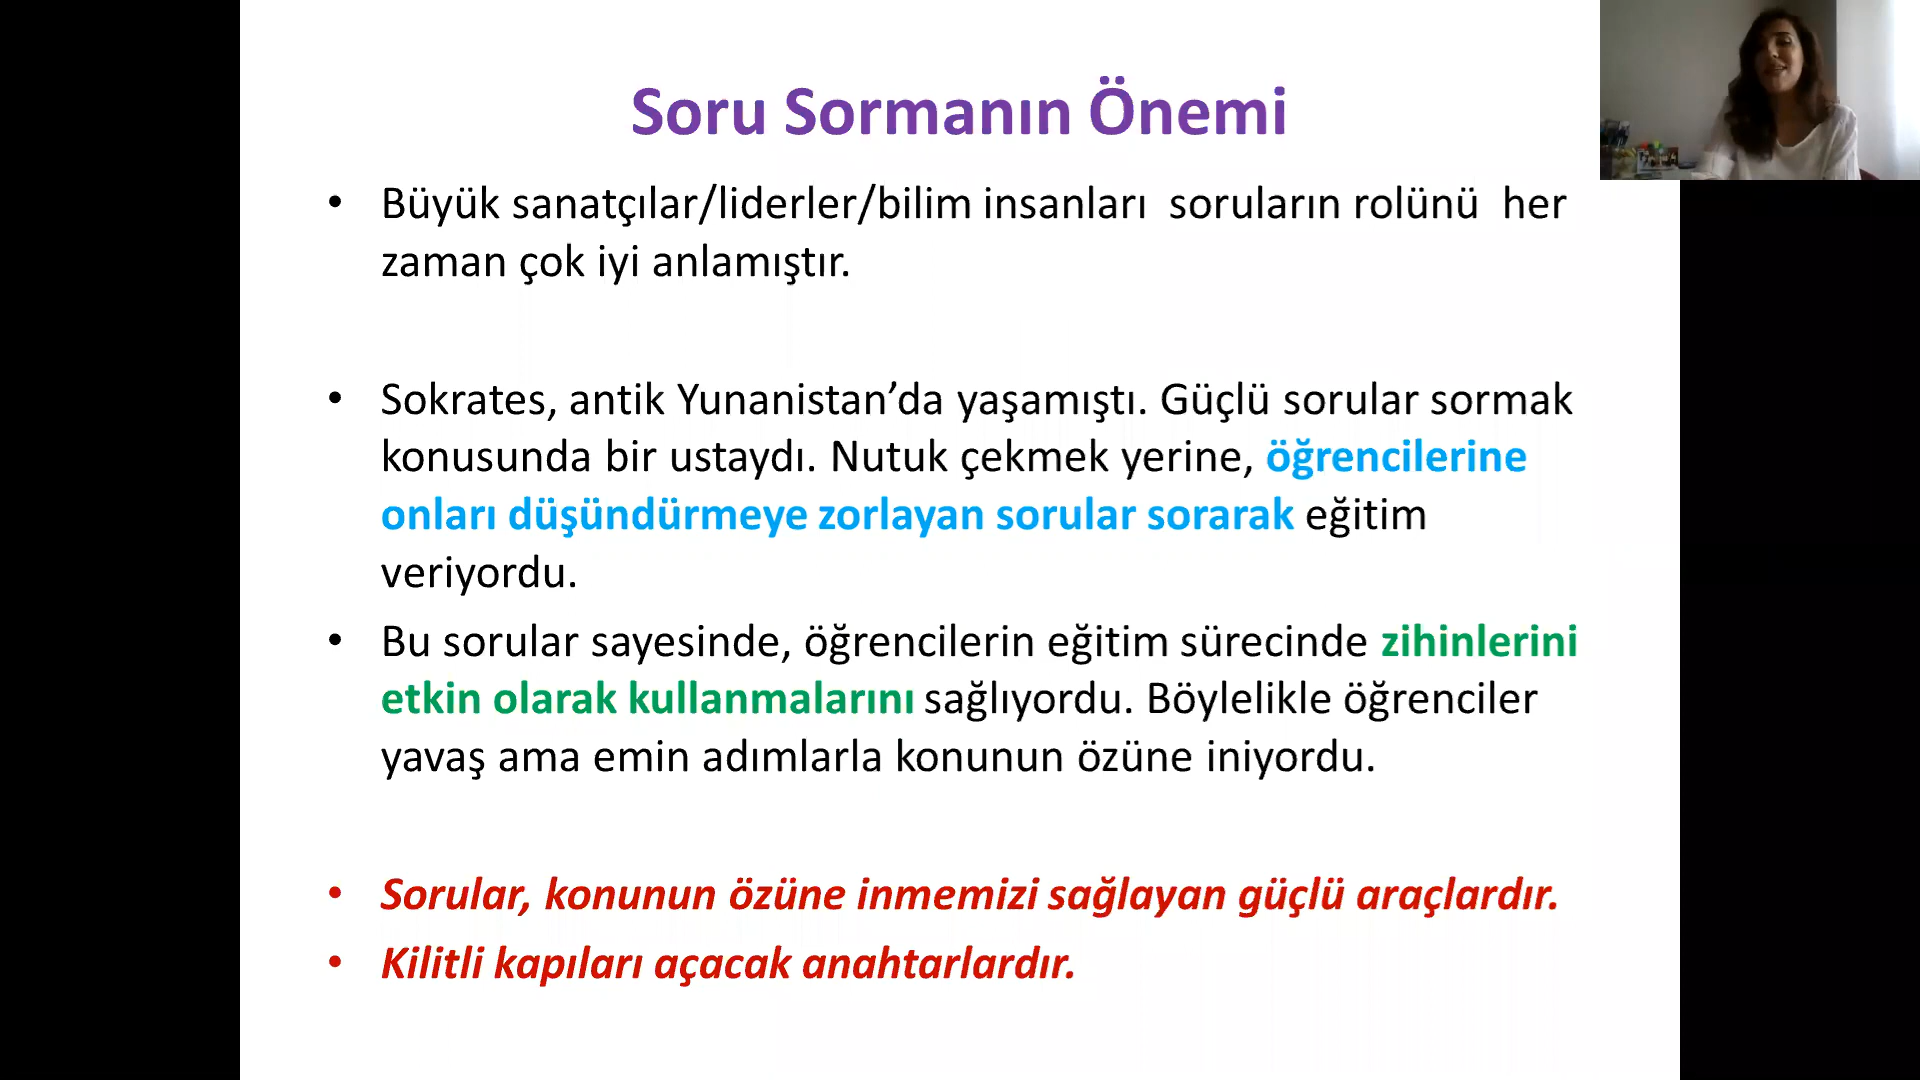 Soru Sormanın Önemi
• Büyük sanatçılar/liderler/bilim insanları soruların rolünü her
zaman çok iyi anlamıştır.
• Sokrates, antik Yunanistan’da yaşamıştı. Güçlü sorular sormak
konusunda bir ustaydı. Nutuk çekmek yerine, öğrencilerine
onları düşündürmeye zorlayan sorular sorarak eğitim
veriyordu.
• Bu sorular sayesinde, öğrencilerin eğitim sürecinde zihinlerini
etkin olarak kullanmalarını sağlıyordu. Böylelikle öğrenciler
yavaş ama emin adımlarla konunun özüne iniyordu.
• Sorular, konunun özüne inmemizi sağlayan güçlü araçlardır.
• Kilitli kapıları açacak anahtarlardır.